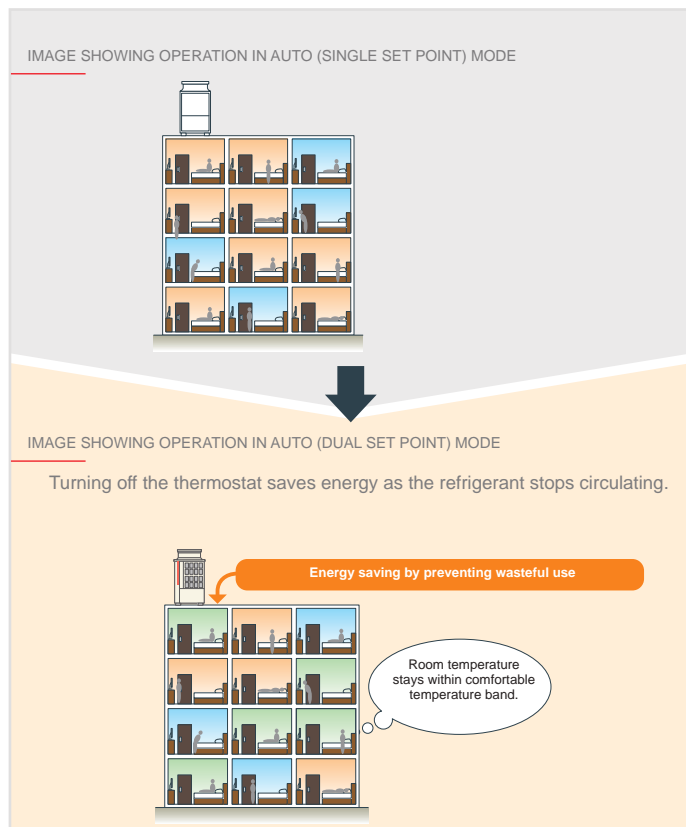 IMAGE SHOWING OPERATION IN AUTO (SINGLE SET POINT) MODE
IMAGE SHOWING OPERATION IN AUTO (DUAL SET POINT) MODE
Turning off the thermostat saves energy as the refrigerant stops circulating.
Energy saving by preventing wasteful use
Room temperature
stays within comfortable
temperature band.